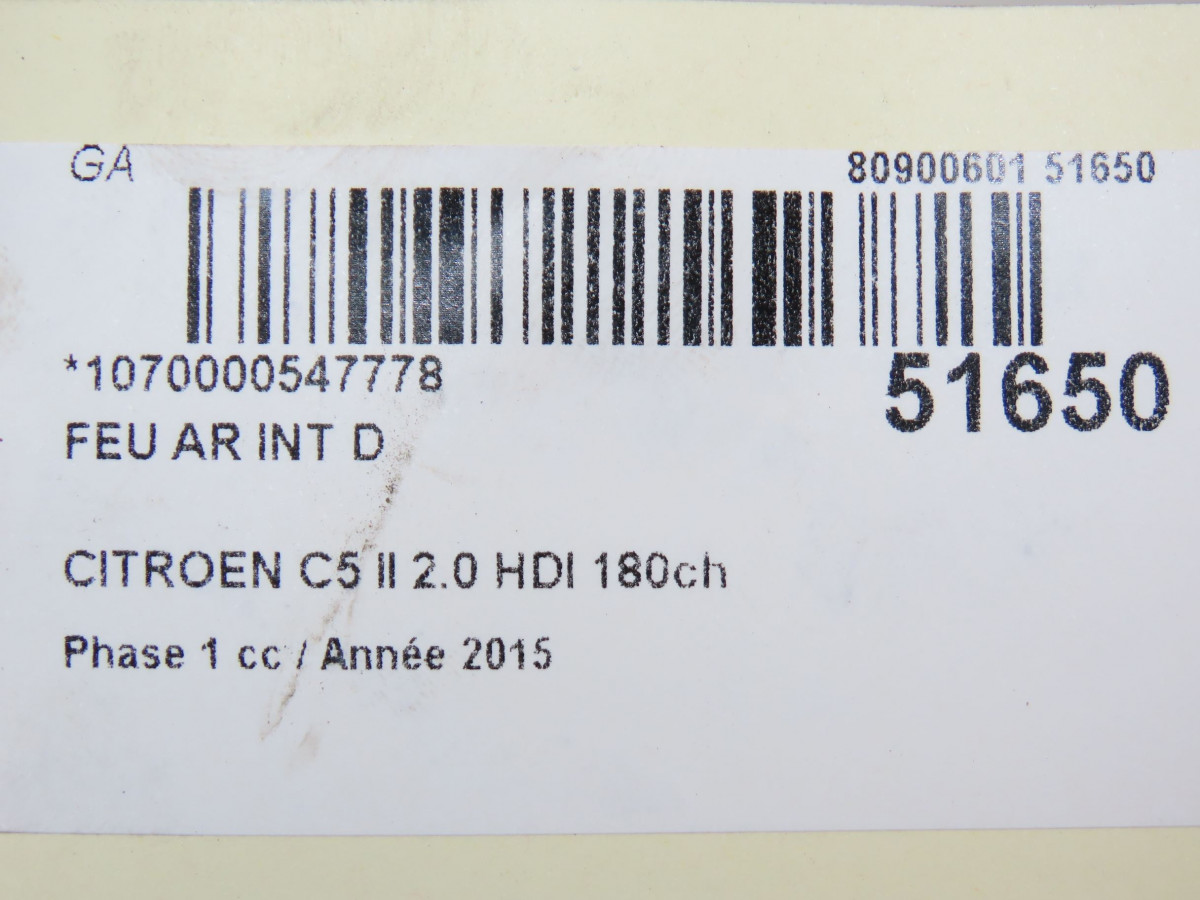 GA
80900601 51650
*1070000547778
51650
FEU AR INT D
CITROEN C5 II 2.0 HDI 180ch
Phase 1 cc / Année 2015